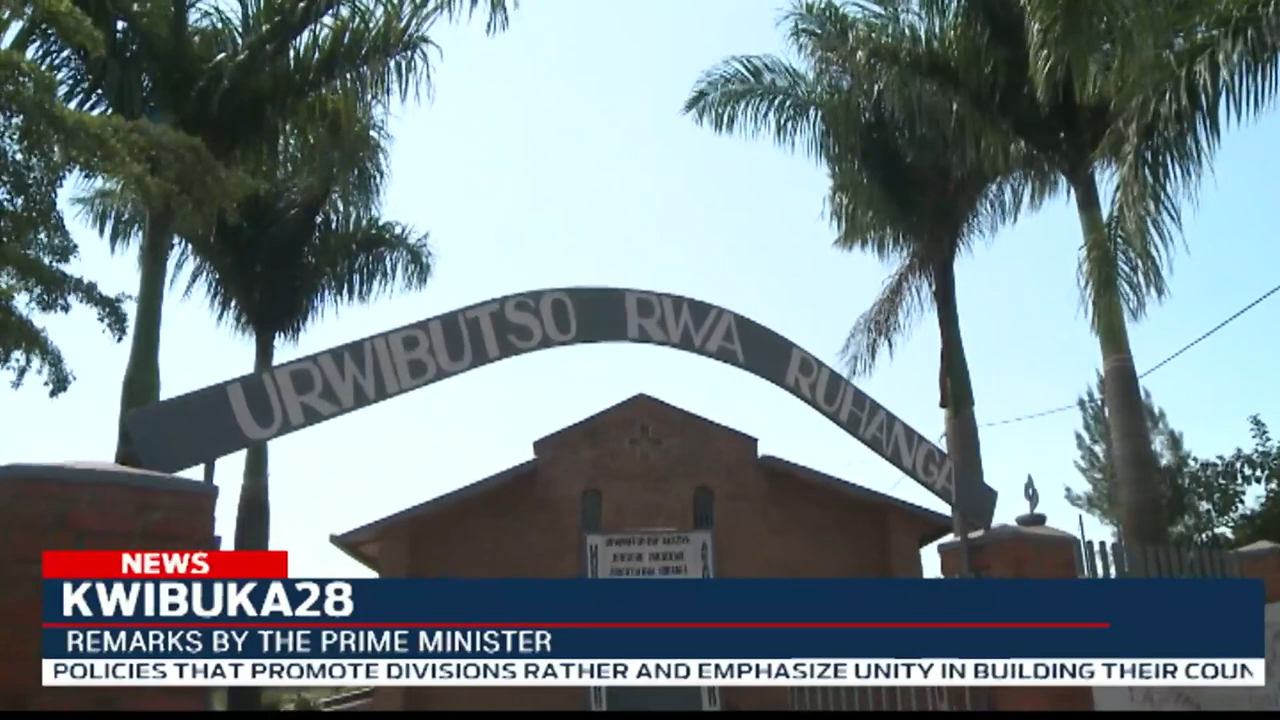 URWIBUTSO RWA RUHANGA
NEWS
KWIBUKA28
REMARKS BY THE PRIME MINISTER
POLICIES THAT PROMOTE DIVISIONS RATHER AND EMPHASIZE UNITY IN BUILDING THEIR COUN